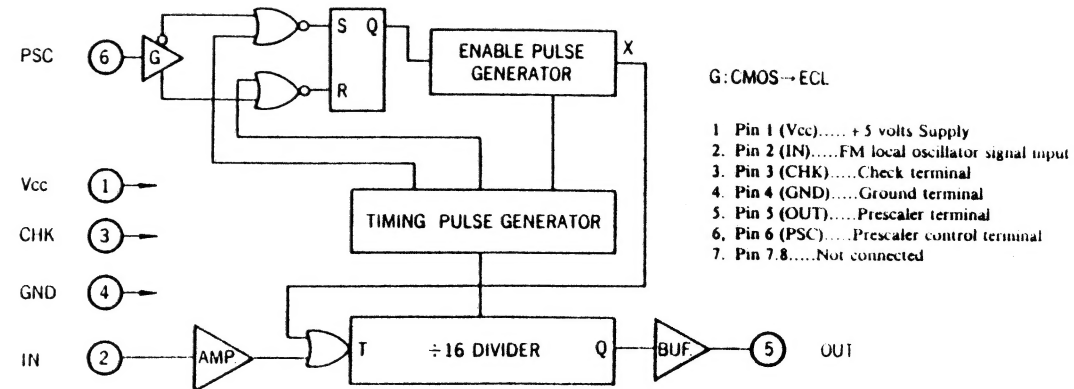 PSC
6
G
S Q
R
ENABLE PULSE
GENERATOR
X
Vcc
1
CHK
3
GND
4
IN
2
AMP.
TIMING PULSE GENERATOR
T
÷16 DIVIDER
Q
BUF.
5
OUT
G:CMOS→ECL
1 Pin 1 (Vcc)..... + 5 volts Supply
2. Pin 2 (IN).....FM local oscillator signal input
3. Pin 3 (CHK).....Check terminal
4. Pin 4 (GND).....Ground terminal
5. Pin 5 (OUT).....Prescaler terminal
6, Pin 6 (PSC).....Prescaler control terminal
7. Pin 7.8.....Not connected